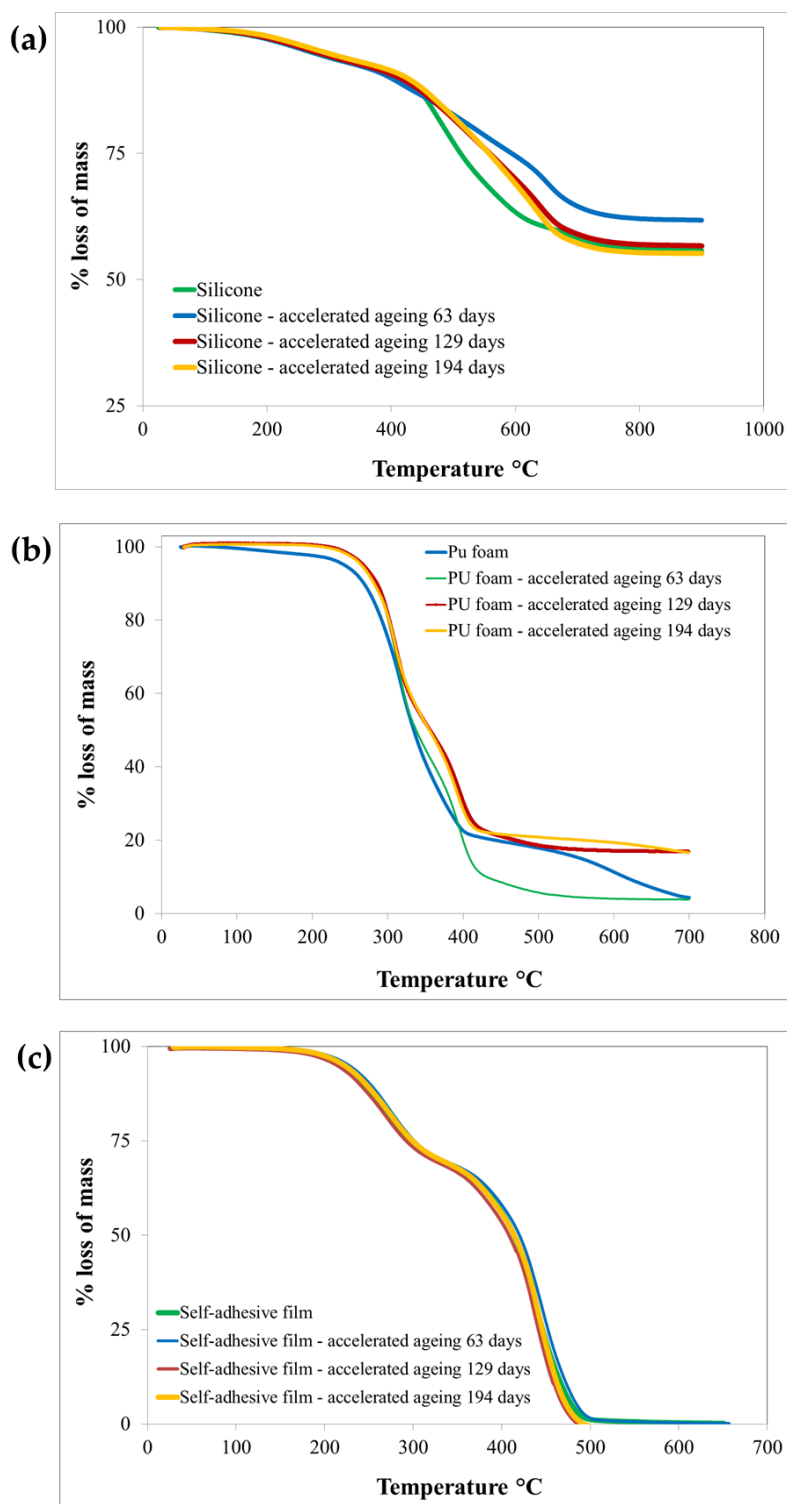 (a)
100
75
50
25
% loss of mass
Silicone
Silicone - accelerated ageing 63 days
Silicone - accelerated ageing 129 days
Silicone - accelerated ageing 194 days
0 200 400 600 800 1000
Temperature °C
(b)
100
80
60
40
20
0
% loss of mass
Pu foam
PU foam - accelerated ageing 63 days
PU foam - accelerated ageing 129 days
PU foam - accelerated ageing 194 days
0 100 200 300 400 500 600 700 800
Temperature °C
(c)
100
75
50
25
0
% loss of mass
Self-adhesive film
Self-adhesive film - accelerated ageing 63 days
Self-adhesive film - accelerated ageing 129 days
Self-adhesive film - accelerated ageing 194 days
0 100 200 300 400 500 600 700
Temperature °C